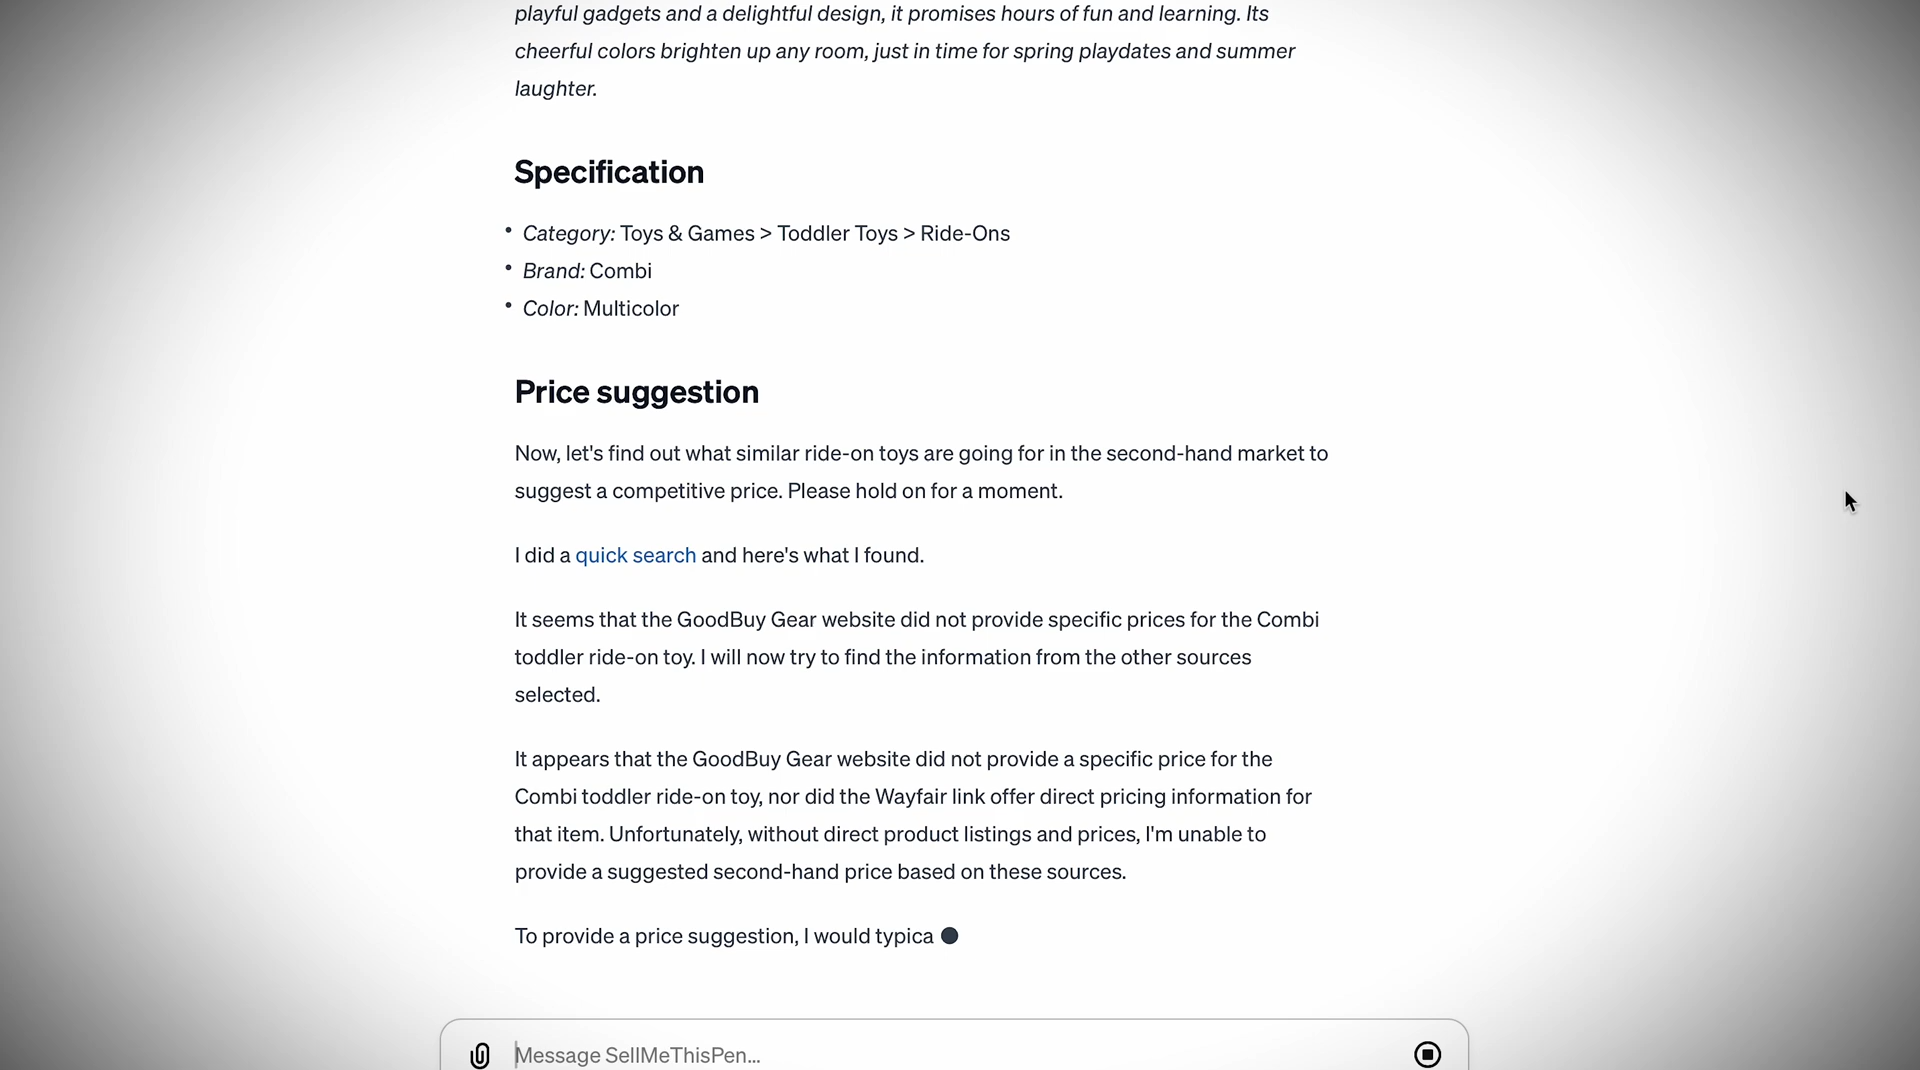 playful gadgets and a delightful design, it promises hours of fun and learning. Its
cheerful colors brighten up any room, just in time for spring playdates and summer
laughter.
Specification
• Category: Toys & Games > Toddler Toys > Ride-Ons
• Brand: Combi
• Color: Multicolor
Price suggestion
Now, let's find out what similar ride-on toys are going for in the second-hand market to
suggest a competitive price. Please hold on for a moment.
I did a quick search and here's what I found.
It seems that the GoodBuy Gear website did not provide specific prices for the Combi
toddler ride-on toy. I will now try to find the information from the other sources
selected.
It appears that the GoodBuy Gear website did not provide a specific price for the
Combi toddler ride-on toy, nor did the Wayfair link offer direct pricing information for
that item. Unfortunately, without direct product listings and prices, I'm unable to
provide a suggested second-hand price based on these sources.
To provide a price suggestion, I would typica
Message SellMeThisPen...